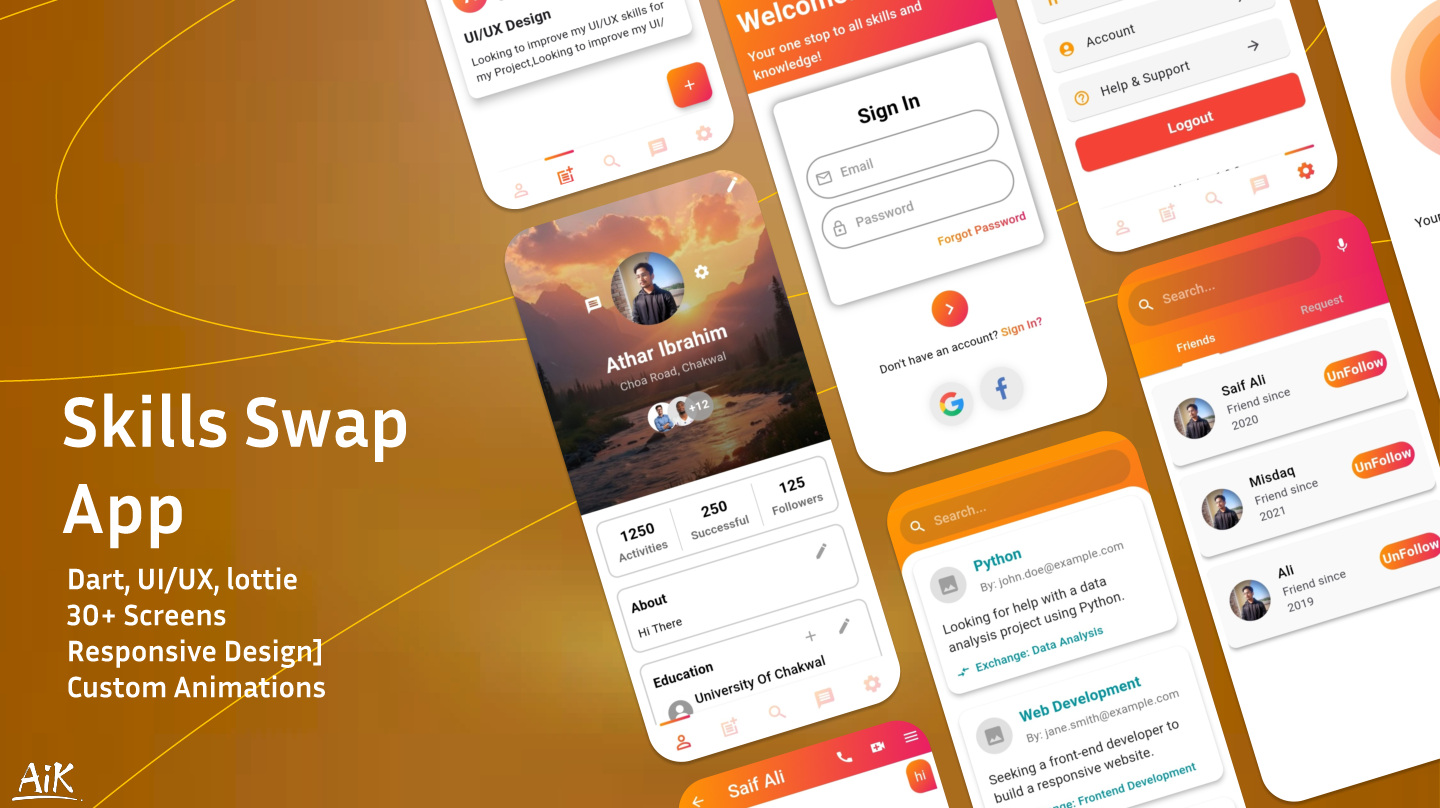 Skills Swap
App
Dart, UI/UX, lottie
30+ Screens
Responsive Design]
Custom Animations
AiK
UI/UX Design
Looking to improve my UI/UX skills for
my Project,Looking to improve my UI/
+
Athar Ibrahim
Choa Road, Chakwal
+12
1250
Activities
250
Successful
125
Followers
About
Hi There
Education
University Of Chakwal
Welcome
Your one stop to all skills and
knowledge!
Sign In
Email
Password
Forgot Password
Don't have an account? Sign In?
Saif Ali
hi
Account
Help & Support
Logout
Search...
Python
By: john.doe@example.com
Looking for help with a data
analysis project using Python.
Exchange: Data Analysis
Web Development
By: jane.smith@example.com
Seeking a front-end developer to
build a responsive website.
nge: Frontend Development
Search...
Friends
Request
Saif Ali
Friend since
2020
UnFollow
Misdaq
Friend since
2021
UnFollow
Ali
Friend since
2019
UnFollow
Your